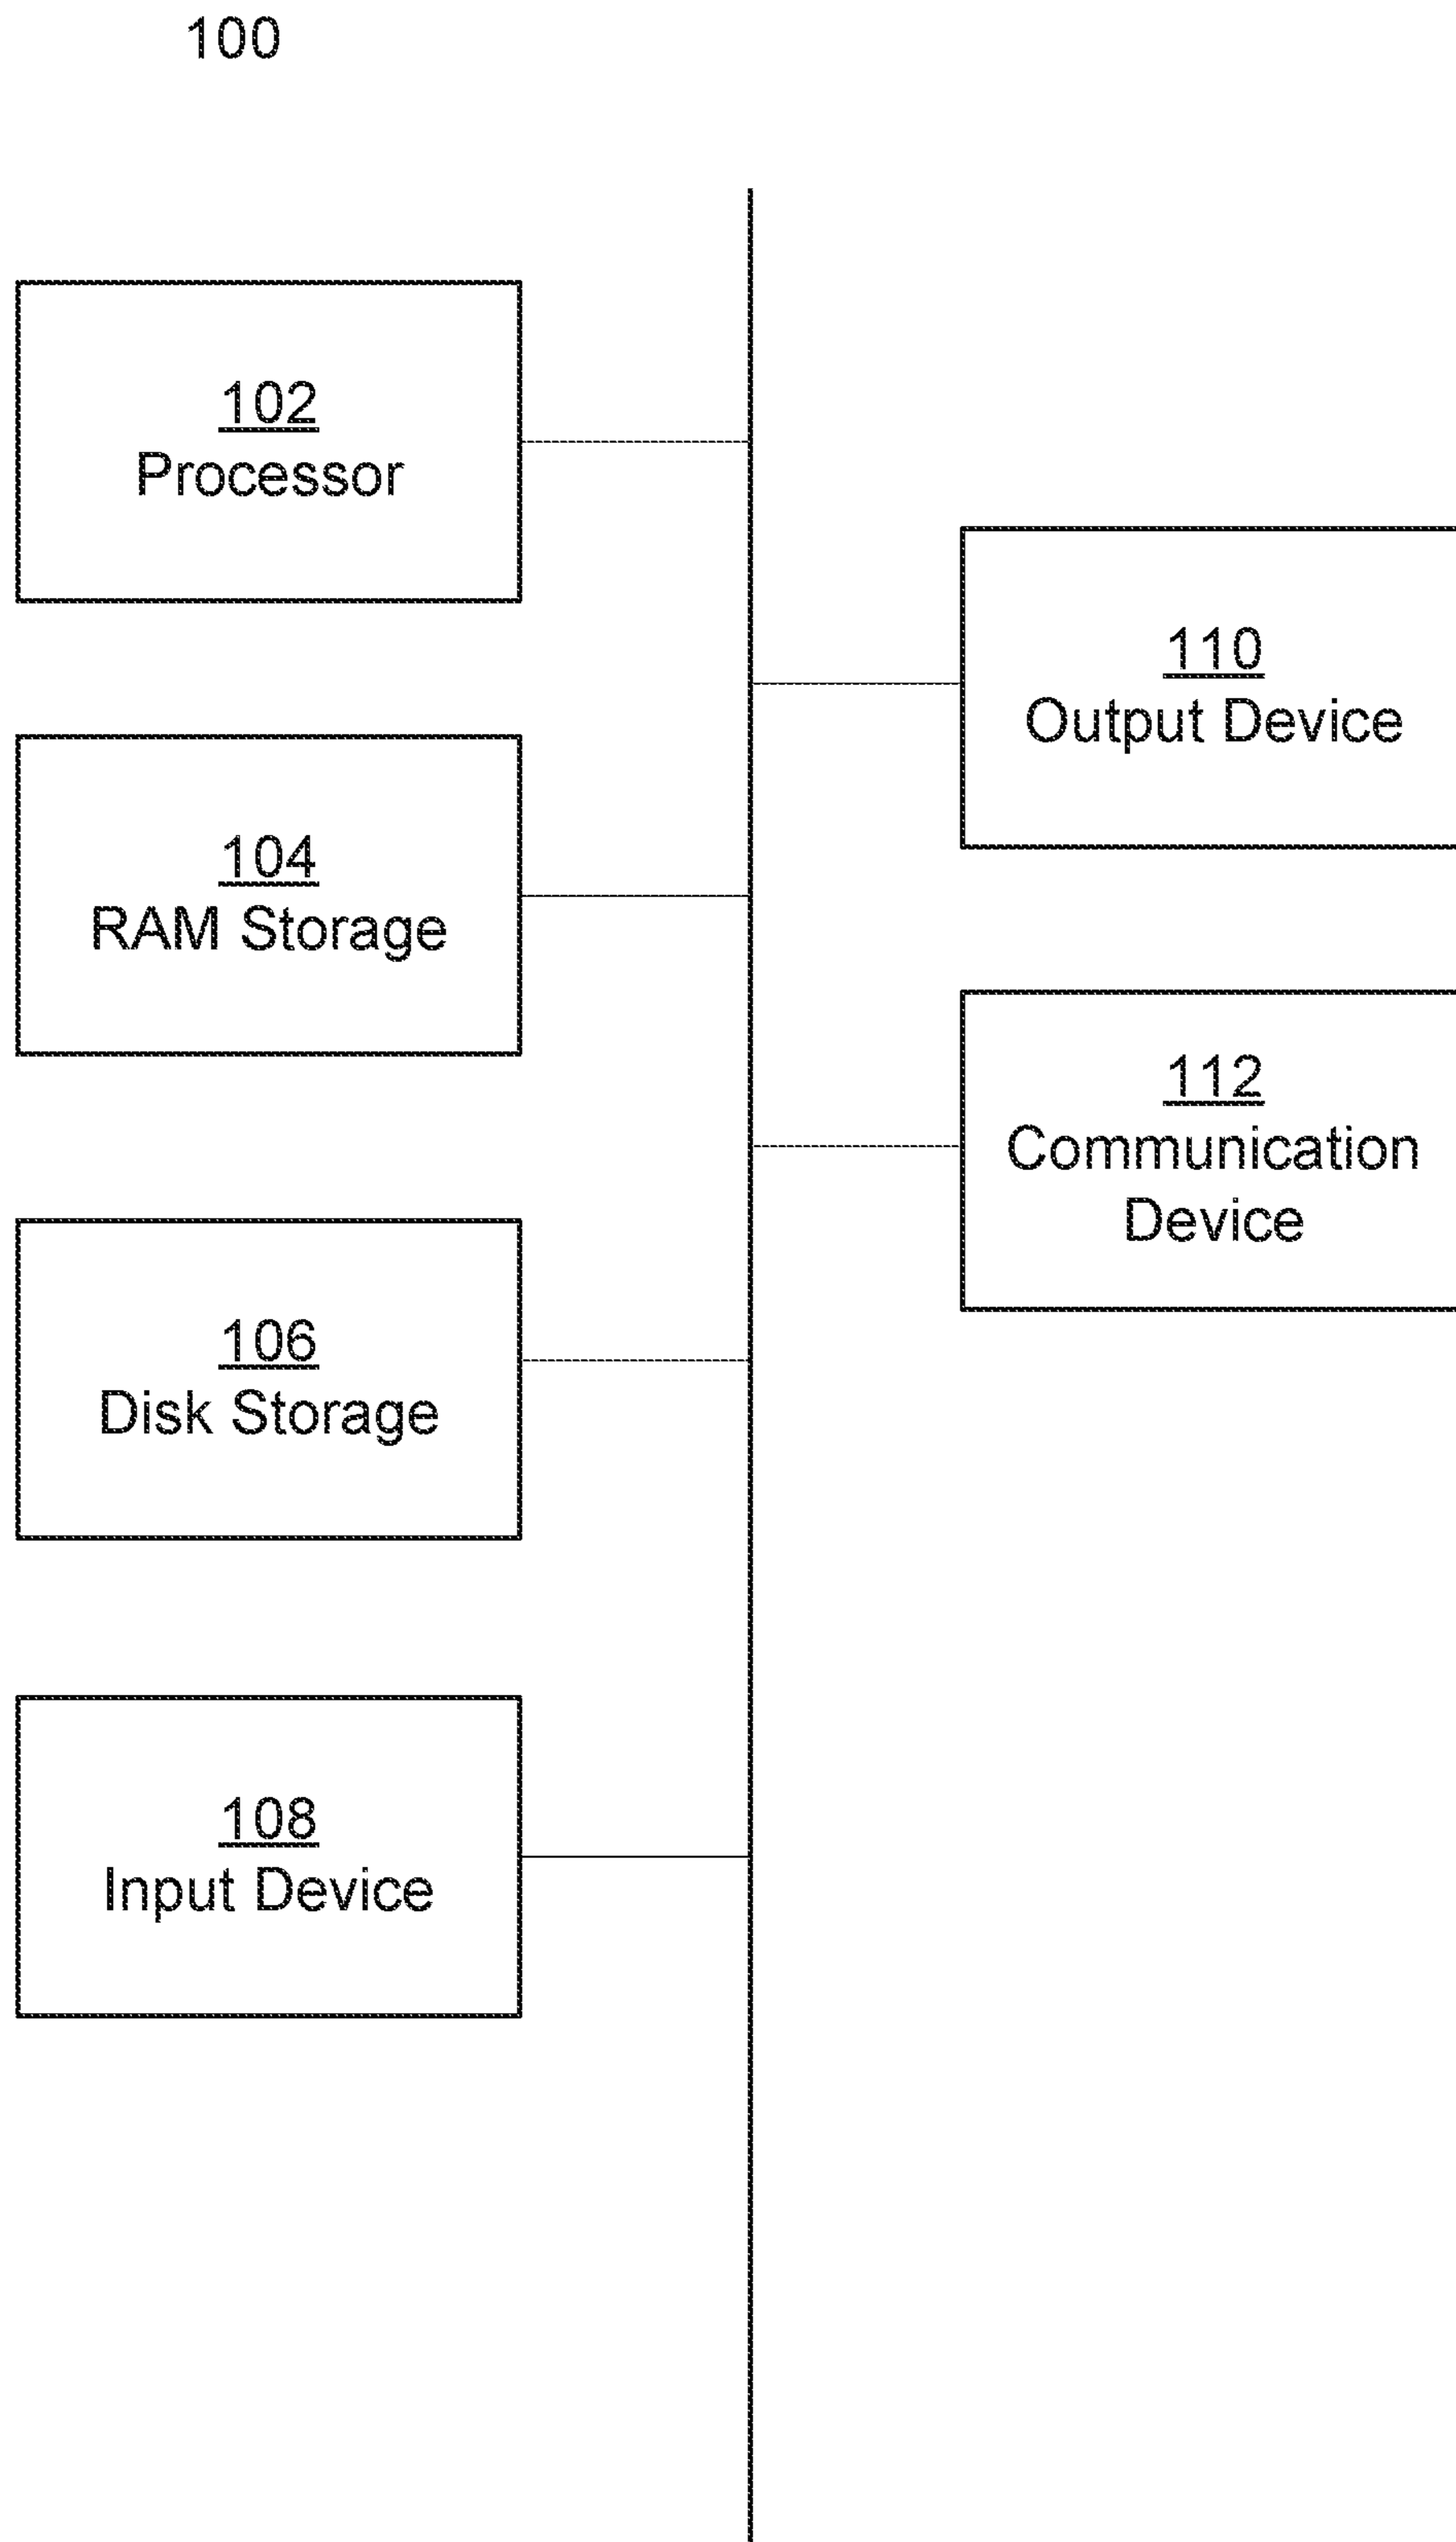 100
102
Processor
104
RAM Storage
106
Disk Storage
108
Input Device
110
Output Device
112
Communication
Device